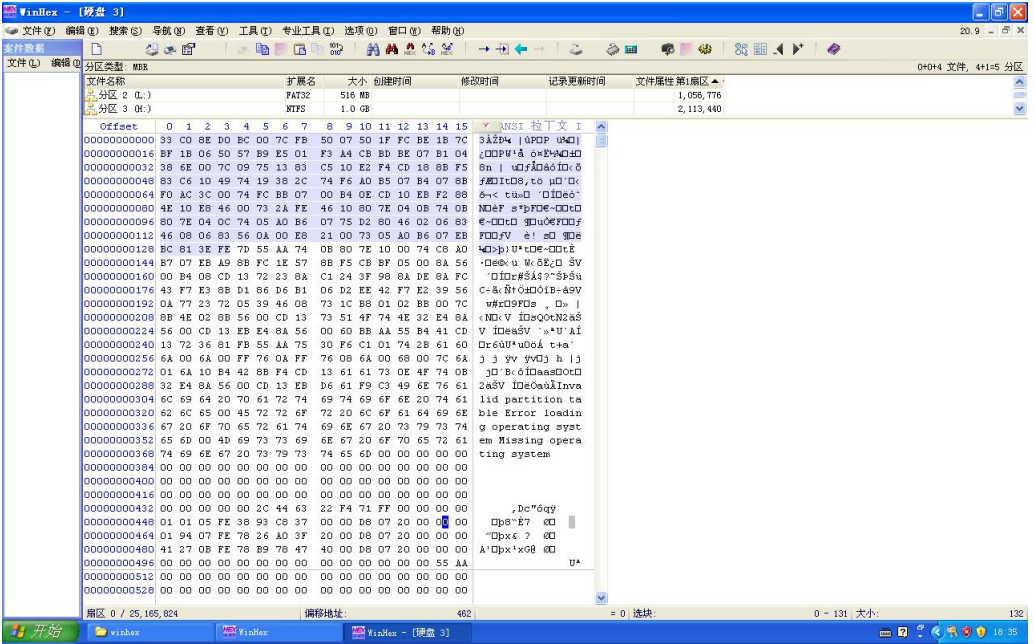 WinHex - [硬盘 3]
文件(F) 编辑(E) 搜索(S) 导航(N) 查看(V) 工具(T) 专业工具(I) 选项(O) 窗口(W) 帮助(H) 20.9
案件数据
文件(L) 编辑(D
分区类型: MBR 0+0+4 文件, 4+1=5 分区
文件名称 扩展名 大小 创建时间 修改时间 记录更新时间 文件属性 第1扇区
分区 2 (L:) FAT32 516 MB 1,056,776
分区 3 (H:) NTFS 1.0 GB 2,113,440
Offset 0 1 2 3 4 5 6 7 8 9 10 11 12 13 14 15 ANSI 拉丁文 I
00000000000 33 C0 8E D0 BC 00 7C FB 50 07 50 1F FC BE 1B 7C
00000000016 BF 1B 06 50 57 B9 E5 01 F3 A4 CB BD BE 07 B1 04
00000000032 38 6E 00 7C 09 75 13 83 C5 10 E2 F4 CD 18 8B F5
00000000048 83 C6 10 49 74 19 38 2C 74 F6 A0 B5 07 B4 07 8B
00000000064 F0 AC 3C 00 74 FC BB 07 00 B4 0E CD 10 EB F2 88
00000000080 4E 10 E8 46 00 73 2A FE 46 10 80 7E 04 0B 74 0B
00000000096 80 7E 04 0C 74 05 A0 B6 07 75 D2 80 46 02 06 83
00000000112 46 08 06 83 56 0A 00 E8 21 00 73 05 A0 B6 07 EB
00000000128 BC 81 3E FE 7D 55 AA 74 0B 80 7E 10 00 74 C8 A0
00000000144 B7 07 EB A9 8B FC 1E 57 8B F5 CB BF 05 00 8A 56
00000000160 00 B4 08 CD 13 72 23 8A C1 24 3F 98 8A DE 8A FC
00000000176 43 F7 E3 8B D1 86 D6 B1 06 D2 EE 42 F7 E2 39 56
00000000192 0A 77 23 72 05 39 46 08 73 1C B8 01 02 BB 00 7C
00000000208 8B 4E 02 8B 56 00 CD 13 73 51 4F 74 4E 32 E4 8A
00000000224 56 00 CD 13 EB E4 8A 56 00 60 BB AA 55 B4 41 CD
00000000240 13 72 36 81 FB 55 AA 75 30 F6 C1 01 74 2B 61 60
00000000256 6A 00 6A 00 FF 76 0A FF 76 08 6A 00 68 00 7C 6A
00000000272 01 6A 10 B4 42 8B F4 CD 13 61 61 73 0E 4F 74 0B
00000000288 32 E4 8A 56 00 CD 13 EB D6 61 F9 C3 49 6E 76 61
00000000304 6C 69 64 20 70 61 72 74 69 74 69 6F 6E 20 74 61 lid partition ta
00000000320 62 6C 65 00 45 72 72 6F 72 20 6C 6F 61 64 69 6E ble Error loadin
00000000336 67 20 6F 70 65 72 61 74 69 6E 67 20 73 79 73 74 g operating syst
00000000352 65 6D 00 4D 69 73 73 69 6E 67 20 6F 70 65 72 61 em Missing opera
00000000368 74 69 6E 67 20 73 79 73 74 65 6D 00 00 00 00 00 ting system
00000000384 00 00 00 00 00 00 00 00 00 00 00 00 00 00 00 00
00000000400 00 00 00 00 00 00 00 00 00 00 00 00 00 00 00 00
00000000416 00 00 00 00 00 00 00 00 00 00 00 00 00 00 00 00
00000000432 00 00 00 00 00 2C 44 63 22 F4 71 FF 00 00 00 00 ,Dc"ôqÿ
00000000448 01 01 05 FE 38 93 C8 37 00 00 D8 07 20 00 00 00
00000000464 01 94 07 FE 78 26 A0 3F 20 00 D8 07 20 00 00 00
00000000480 41 27 0B FE 78 B9 78 47 40 00 D8 07 20 00 00 00
00000000496 00 00 00 00 00 00 00 00 00 00 00 00 00 00 55 AA Uª
00000000512 00 00 00 00 00 00 00 00 00 00 00 00 00 00 00 00
00000000528 00 00 00 00 00 00 00 00 00 00 00 00 00 00 00 00
扇区 0 / 25,165,824 偏移地址: 462 = 0 选块: 0 - 131 大小: 132
开始 winhex WinHex WinHex - [硬盘 3] 18:35